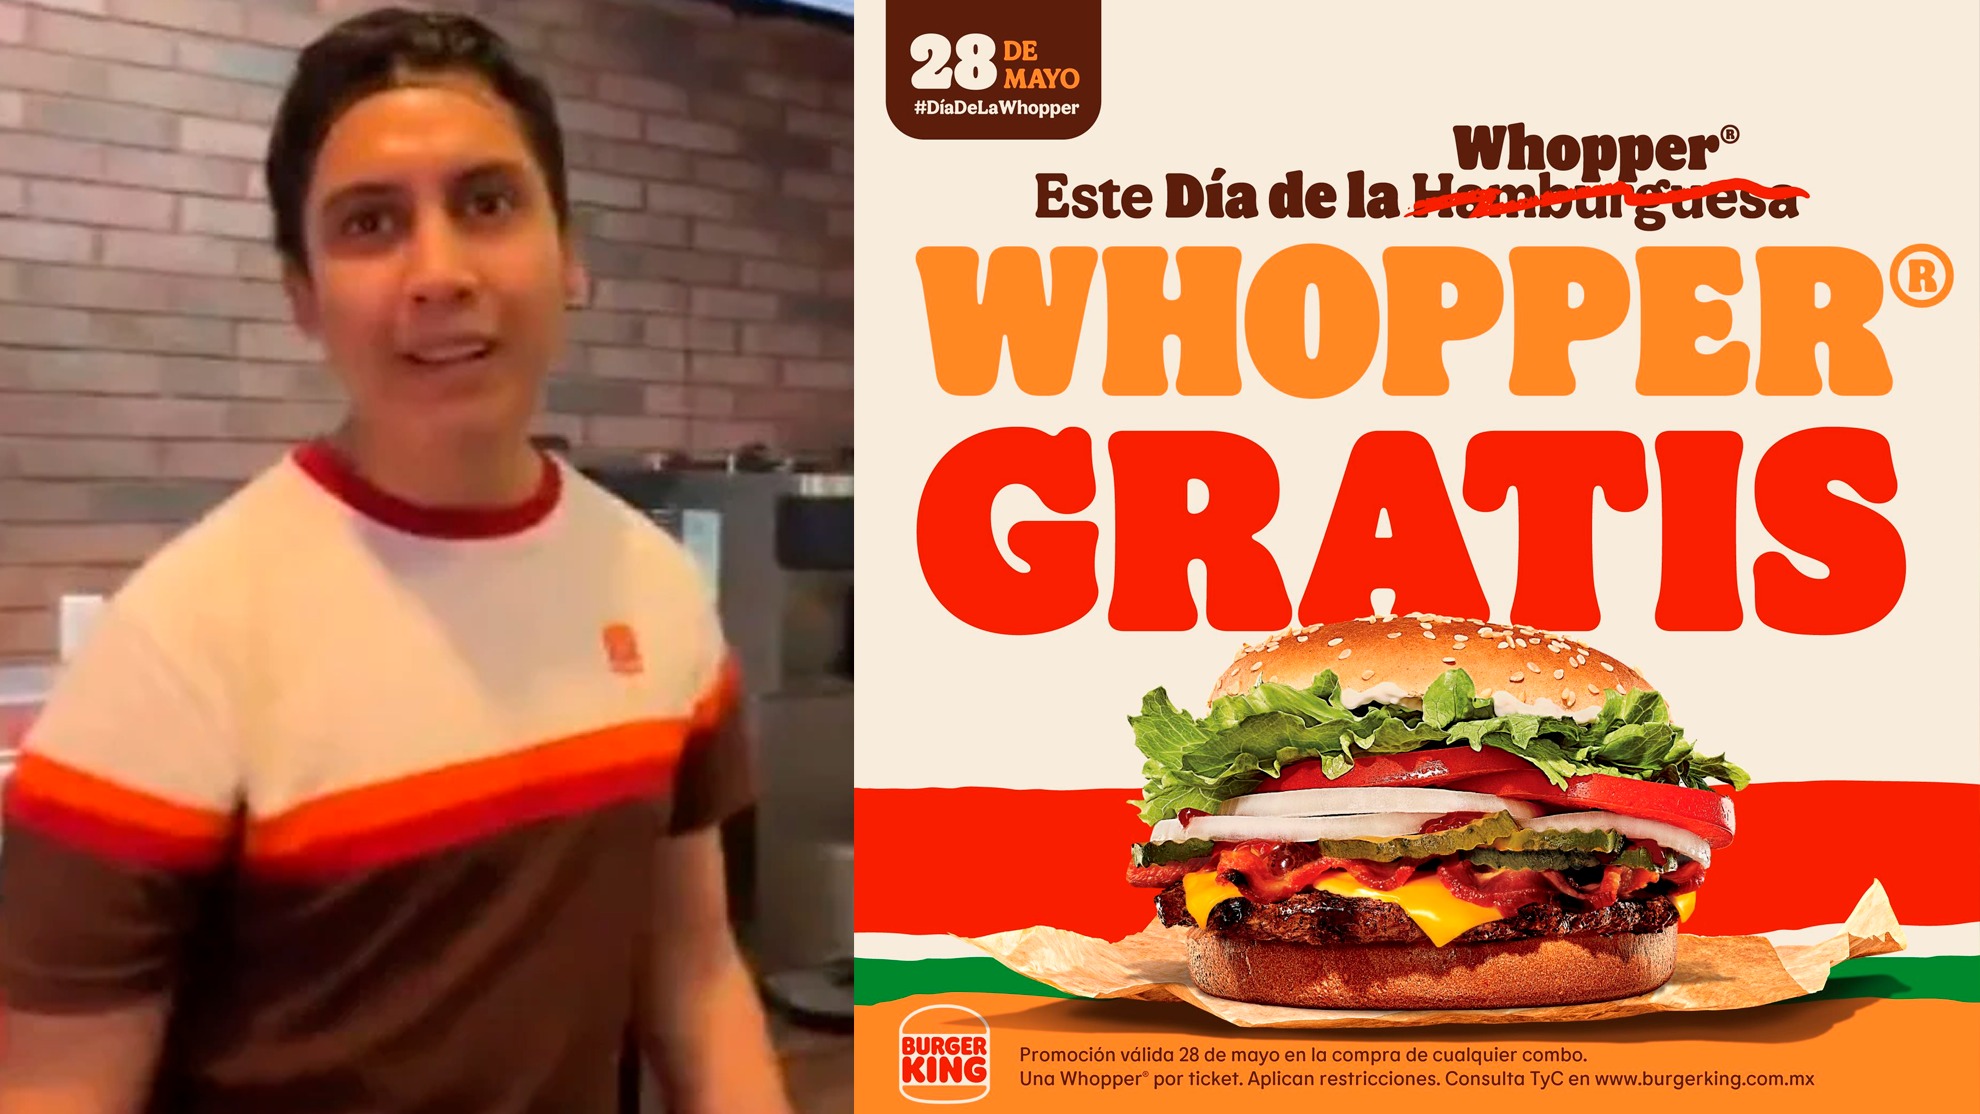 28 DE MAYO
#DíaDeLaWhopper
Whopper®
Este Día de la Hamburguesa
WHOPPER®
GRATIS
BURGER
KING
Promoción válida 28 de mayo en la compra de cualquier combo.
Una Whopper® por ticket. Aplican restricciones. Consulta TyC en www.burgerking.com.mx